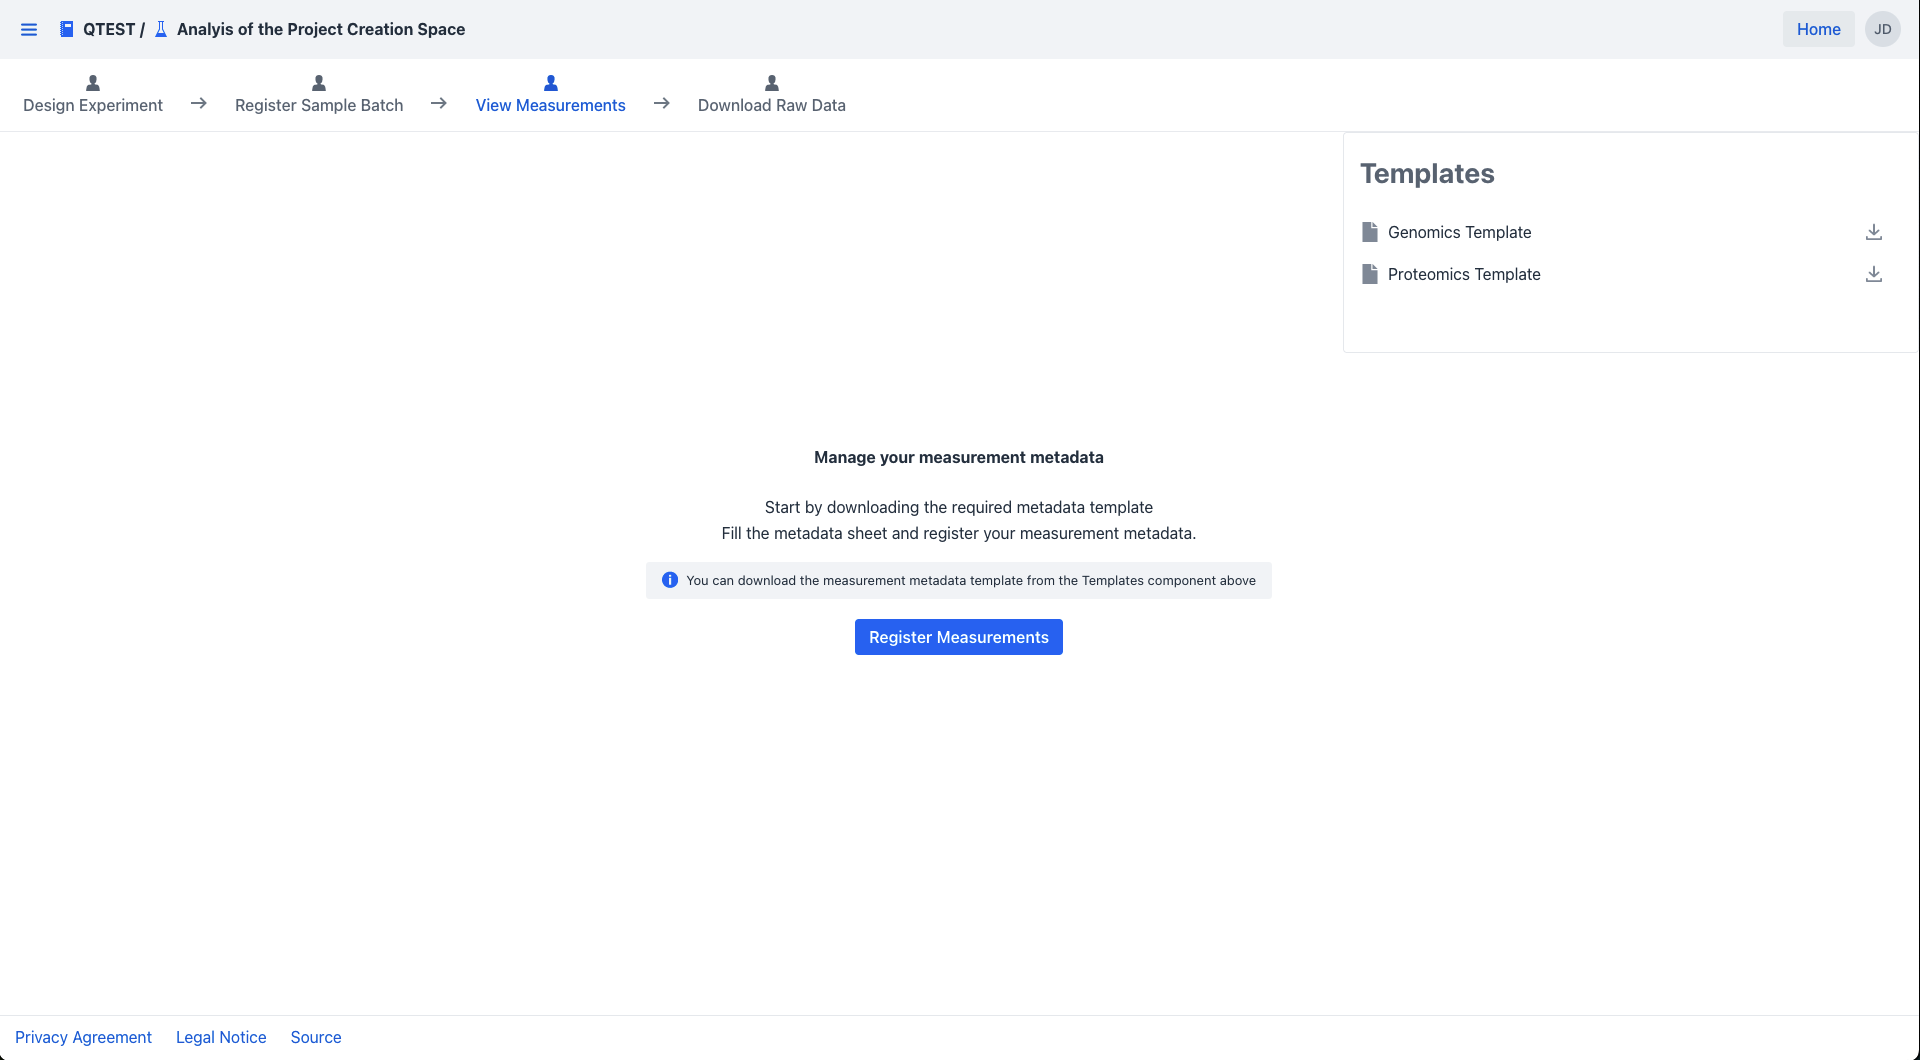 QTEST / Analyis of the Project Creation Space
Home
JD
Design Experiment
Register Sample Batch
View Measurements
Download Raw Data
Templates
Genomics Template
Proteomics Template
Manage your measurement metadata
Start by downloading the required metadata template
Fill the metadata sheet and register your measurement metadata.
You can download the measurement metadata template from the Templates component above
Register Measurements
Privacy Agreement
Legal Notice
Source